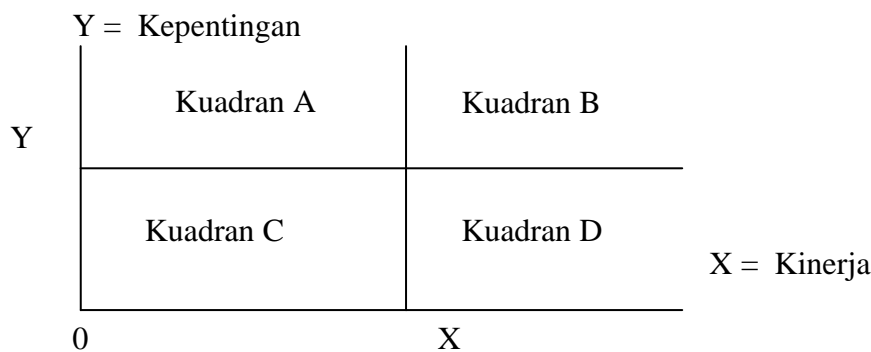 Y = Kepentingan
Kuadran A Kuadran B
Y
Kuadran C Kuadran D
X = Kinerja
0 X